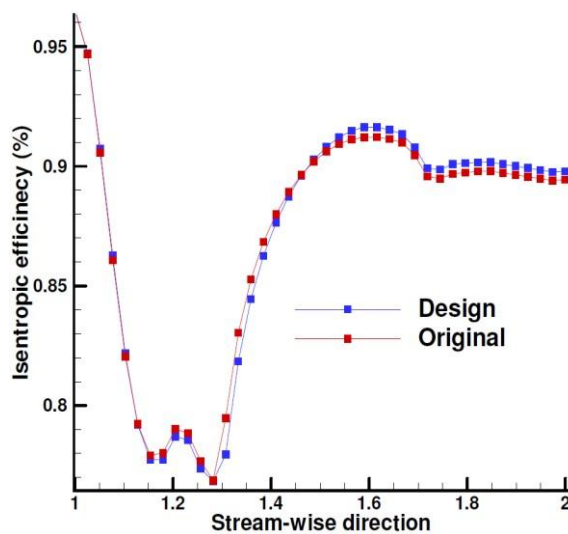 0.95
0.9
0.85
0.8
Isentropic efficinecy (%)
Design
Original
1
1.2
1.4
1.6
1.8
2
Stream-wise direction